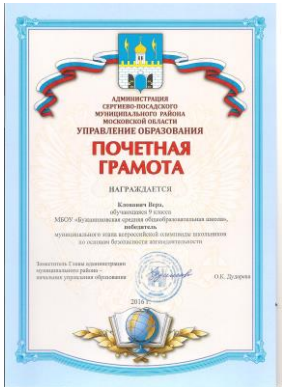 АДМИНИСТРАЦИЯ
СЕРГИЕВО-ПОСАДСКОГО
МУНИЦИПАЛЬНОГО РАЙОНА
МОСКОВСКОЙ ОБЛАСТИ
УПРАВЛЕНИЕ ОБРАЗОВАНИЯ
ПОЧЕТНАЯ
ГРАМОТА
НАГРАЖДАЕТСЯ
Вера,
обучающаяся 9 класса
МБОУ средняя общеобразовательная школа»,
победитель
муниципального этапа всероссийской олимпиады школьников
по основам безопасности жизнедеятельности
Заместитель Главы администрации
муниципального района –
начальник управления образования
О.К. Дударева
2016 г.